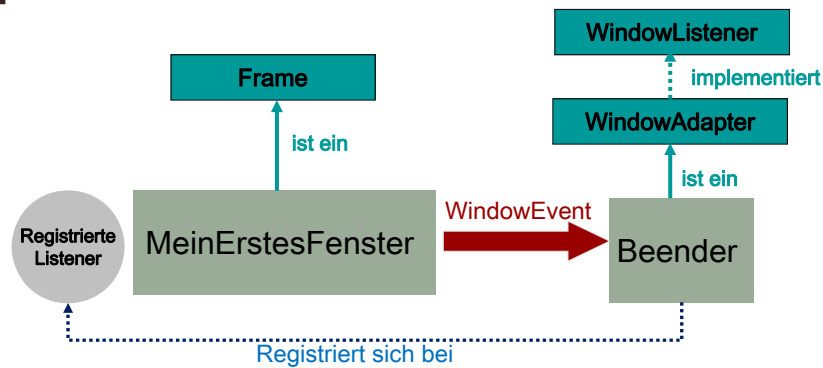 WindowListener
Frame
implementiert
WindowAdapter
ist ein
ist ein
WindowEvent
Registrierte
Listener
MeinErstesFenster
Beender
Registriert sich bei